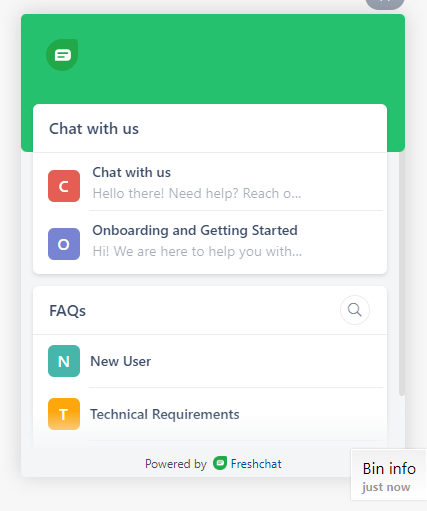 Chat with us
C
Chat with us
Hello there! Need help? Reach o...
O
Onboarding and Getting Started
Hi! We are here to help you with...
FAQs
N
New User
T
Technical Requirements
Powered by Freshchat
Bin info
just now